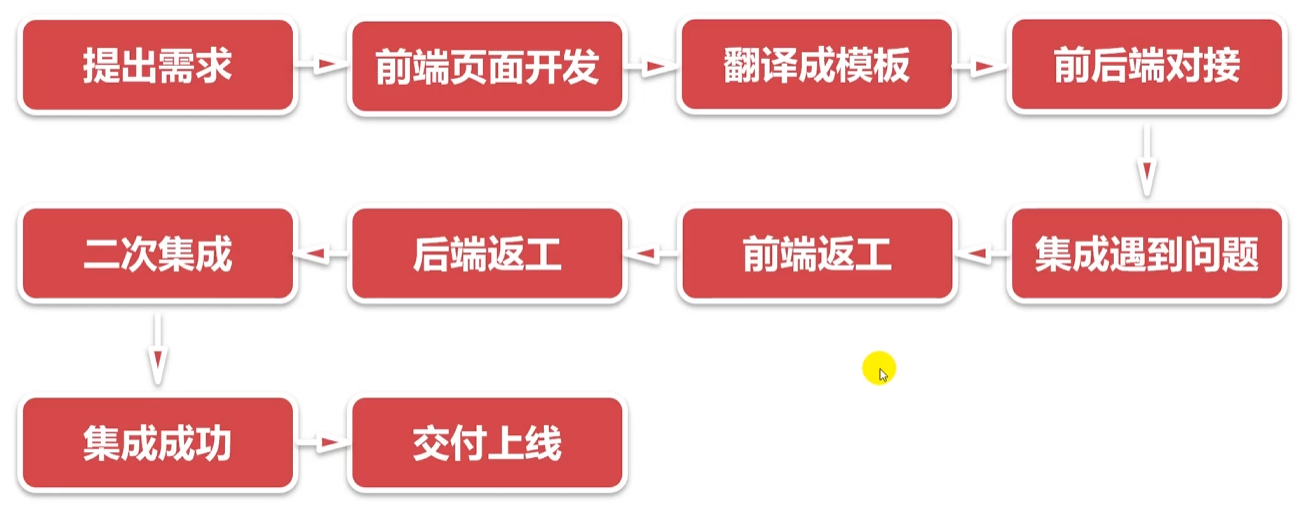 提出需求
前端页面开发
翻译成模板
前后端对接
集成遇到问题
前端返工
后端返工
二次集成
集成成功
交付上线